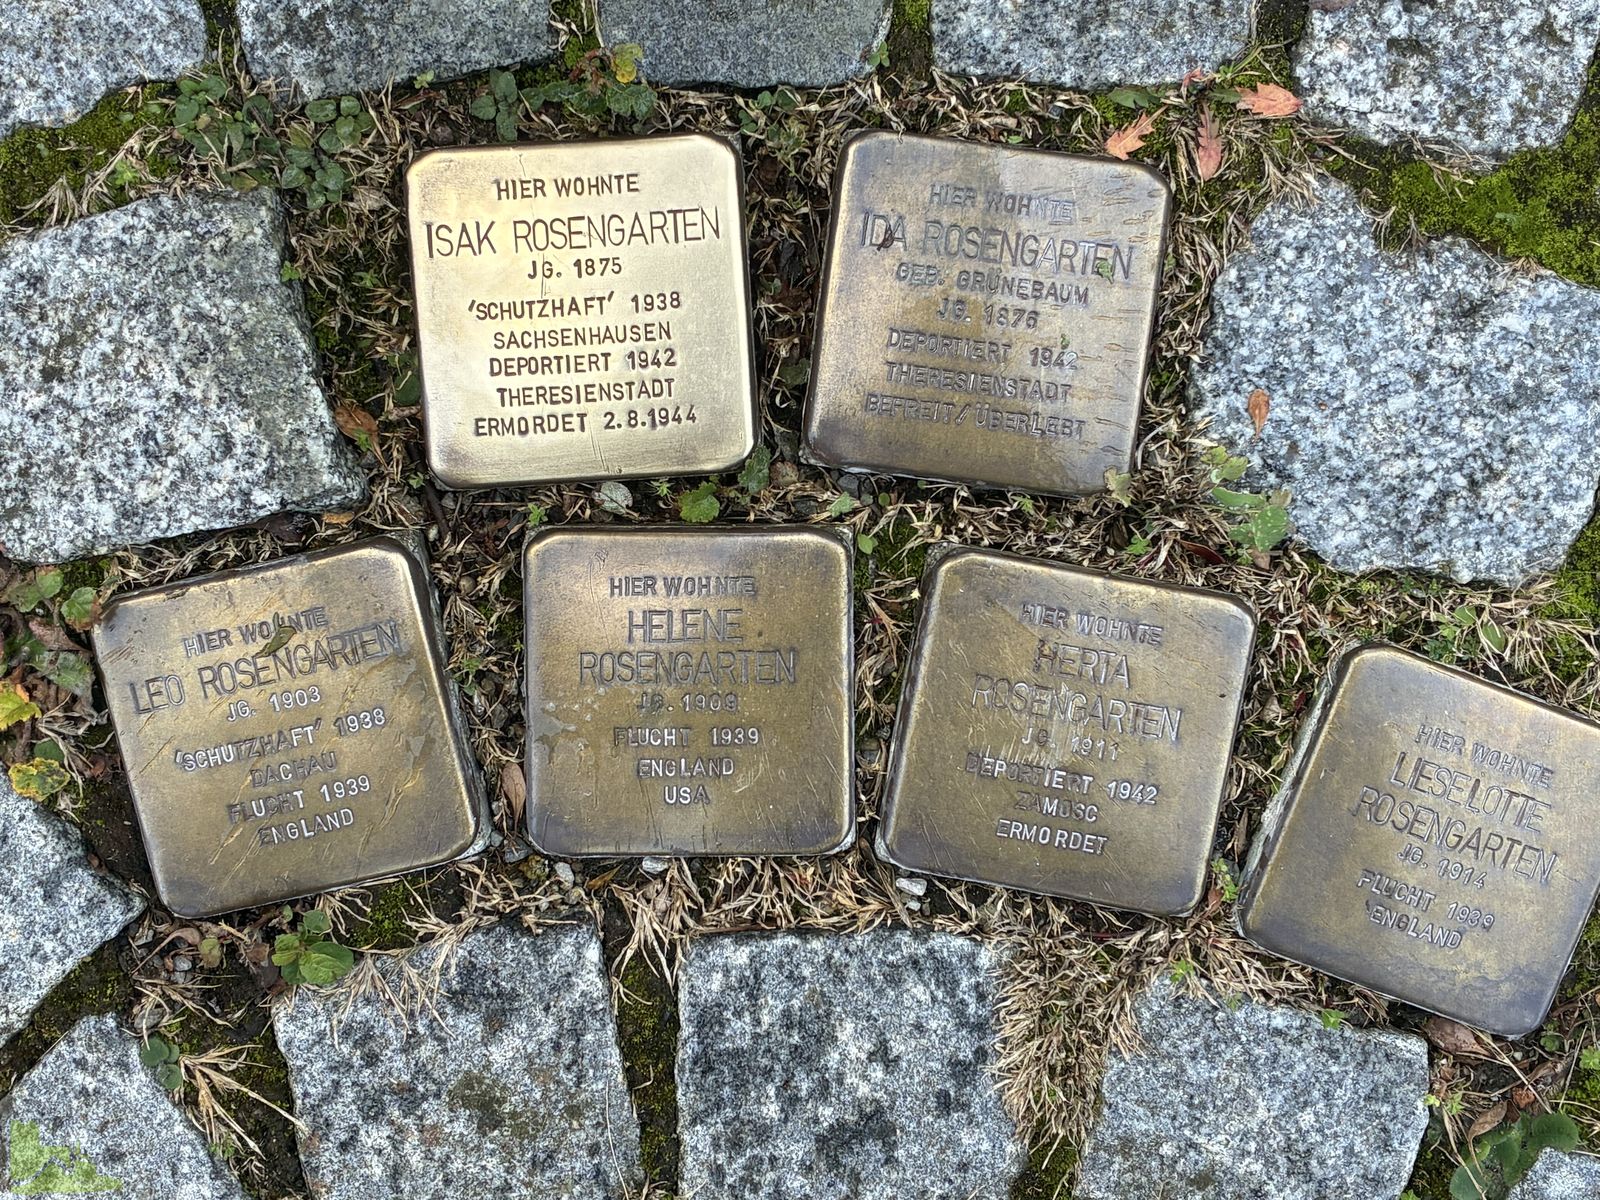 HIER WOHNTE
ISAK ROSENGARTEN
JG. 1875
'SCHUTZHAFT' 1938
SACHSENHAUSEN
DEPORTIERT 1942
THERESIENSTADT
ERMORDET 2.8.1944
HIER WOHNTE
IDA ROSENGARTEN
GEB. GRÜNEBAUM
JG. 1876
DEPORTIERT 1942
THERESIENSTADT
BEFREIT / ÜBERLEBT
HIER WOHNTE
LEO ROSENGARTEN
JG. 1903
'SCHUTZHAFT' 1938
DACHAU
FLUCHT 1939
ENGLAND
HIER WOHNTE
HELENE
ROSENGARTEN
JG. 1909
FLUCHT 1939
ENGLAND
USA
HIER WOHNTE
HERTA
ROSENGARTEN
JG. 1911
DEPORTIERT 1942
ZAMOSC
ERMORDET
HIER WOHNTE
LIESELOTTE
ROSENGARTEN
JG. 1914
FLUCHT 1939
ENGLAND